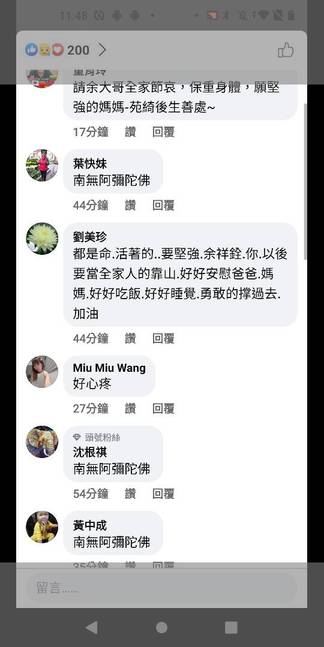 11:48
200
請余大哥全家節哀，保重身體，願堅
強的媽媽-苑綺後生善處~
17分鐘 讚 回覆
葉快妹
南無阿彌陀佛
44分鐘 讚 回覆
劉美珍
都是命.活著的..要堅強.余祥銓.你.以後
要當全家人的靠山.好好安慰爸爸.媽
媽.好好吃飯.好好睡覺.勇敢的撐過去.
加油
44分鐘 讚 回覆
Miu Miu Wang
好心疼
27分鐘 讚 回覆
頭號粉絲
沈根祺
南無阿彌陀佛
54分鐘 讚 回覆
黃中成
南無阿彌陀佛
35分鐘 讚 回覆
留言......